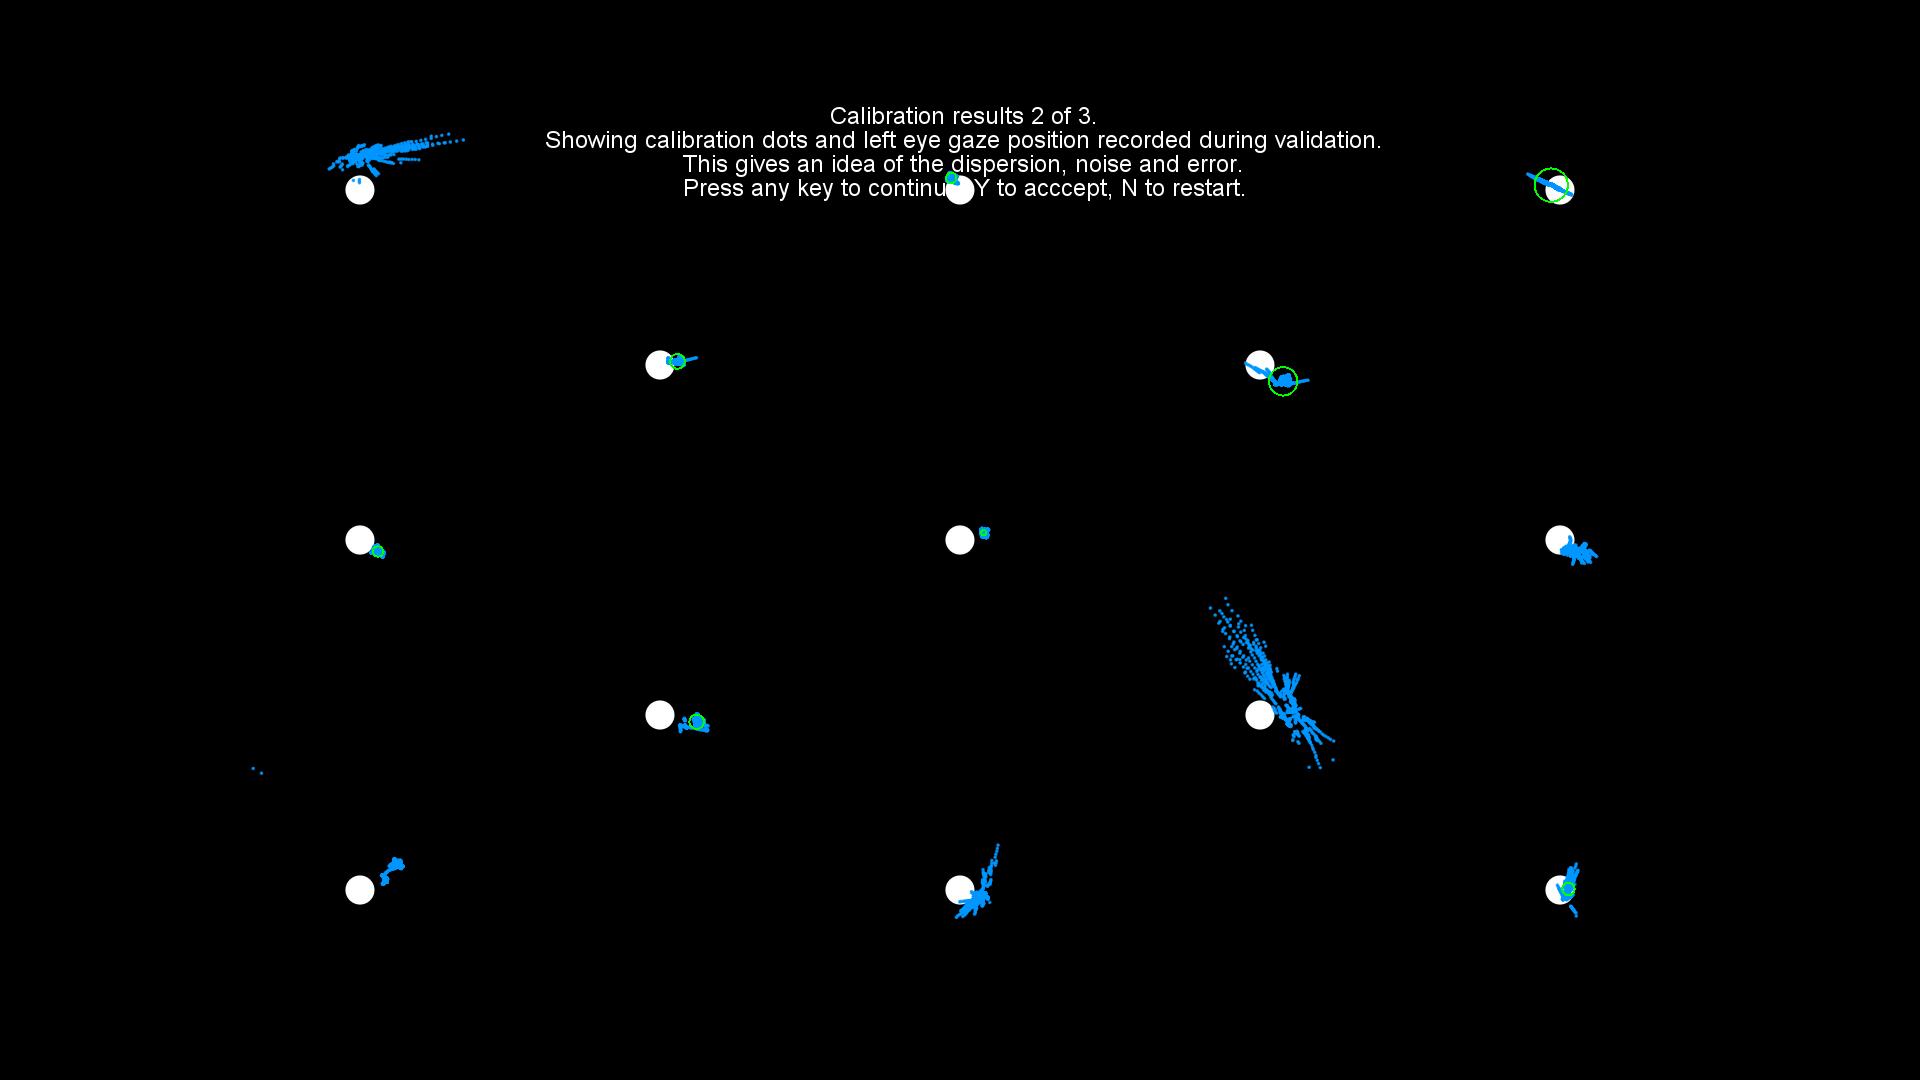 Calibration results 2 of 3.
Showing calibration dots and left eye gaze position recorded during validation.
This gives an idea of the dispersion, noise and error.
Press any key to continu Y to acccept, N to restart.